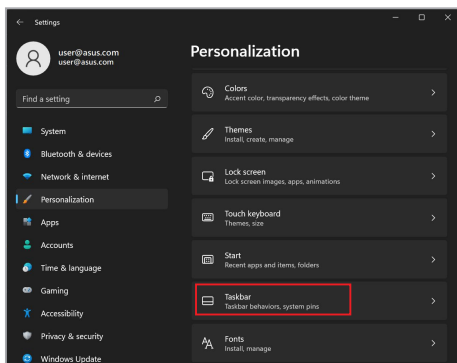 Settings
user@asus.com
user@asus.com
Find a setting
System
Bluetooth & devices
Network & internet
Personalization
Apps
Accounts
Time & language
Gaming
Accessibility
Privacy & security
Windows Update
Personalization
Colors
Accent color, transparency effects, color theme
Themes
Install, create, manage
Lock screen
Lock screen images, apps, animations
Touch keyboard
Themes, size
Start
Recent apps and items, folders
Taskbar
Taskbar behaviors, system pins
Fonts
Install, manage